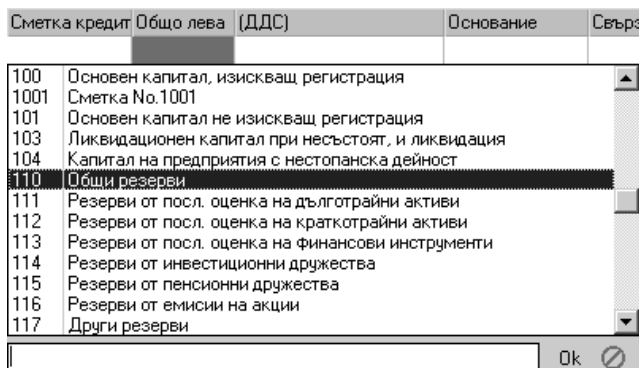 Сметка кредит Общо лева (ДДС) Основание Свърз
100 Основен капитал, изискващ регистрация
1001 Сметка No.1001
101 Основен капитал не изискващ регистрация
103 Ликвидационен капитал при несъстоят, и ликвидация
104 Капитал на предприятия с нестопанска дейност
110 Общи резерви
111 Резерви от посл. оценка на дълготрайни активи
112 Резерви от посл. оценка на краткотрайни активи
113 Резерви от посл. оценка на финансови инструменти
114 Резерви от инвестиционни дружества
115 Резерви от пенсионни дружества
116 Резерви от емисии на акции
117 Други резерви
Ok